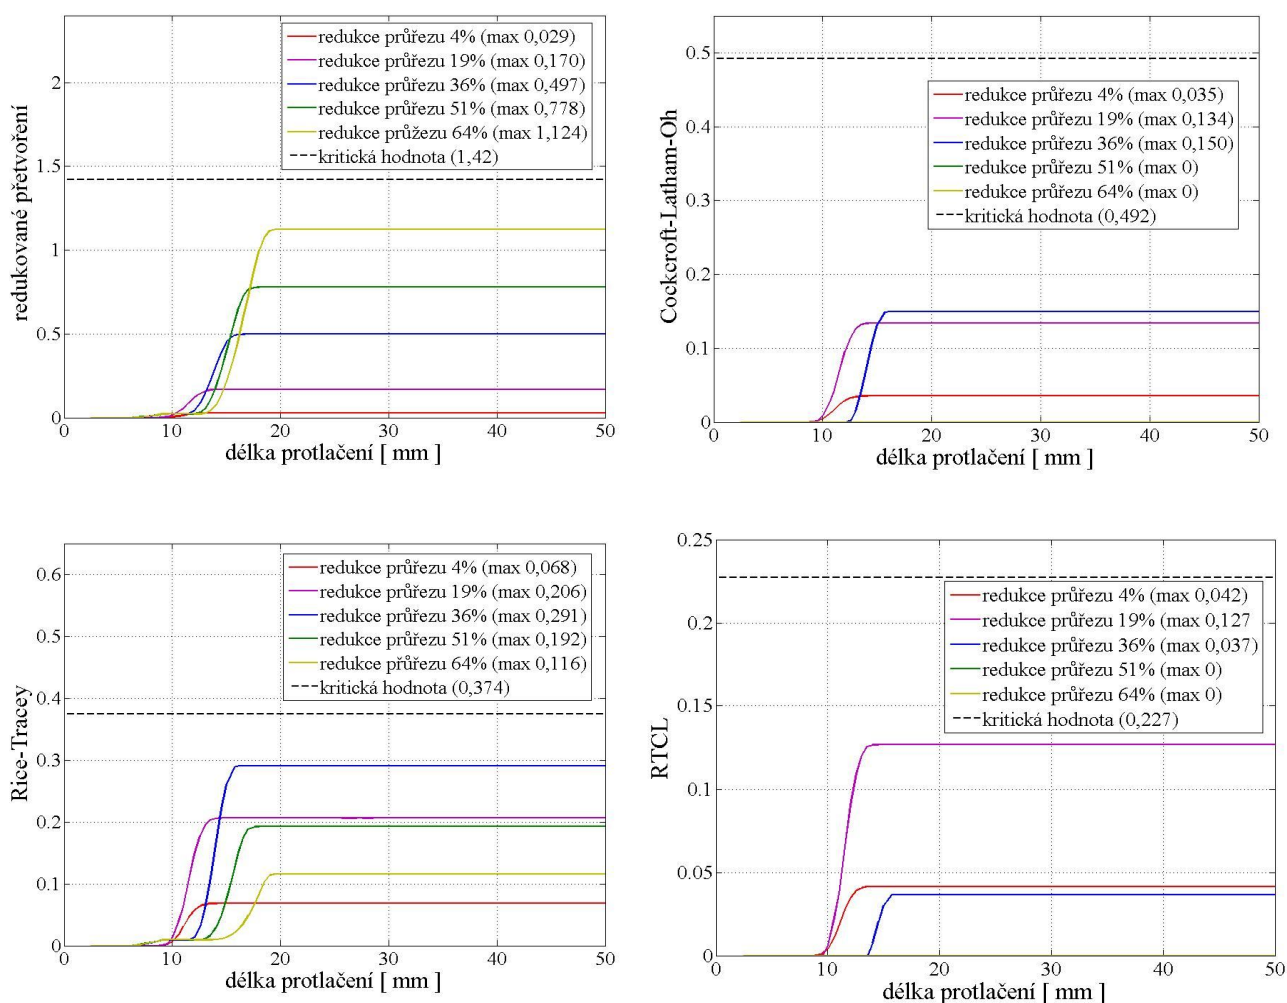 redukce průřezu 4% (max 0,029)
redukce průřezu 19% (max 0,170)
redukce průřezu 36% (max 0,497)
redukce průřezu 51% (max 0,778)
redukce průžezu 64% (max 1,124)
kritická hodnota (1,42)
2
1.5
1
0.5
0
redukované přetvoření
0 10 20 30 40 50
délka protlačení [ mm ]
redukce průřezu 4% (max 0,035)
redukce průřezu 19% (max 0,134)
redukce průřezu 36% (max 0,150)
redukce průřezu 51% (max 0)
redukce průřezu 64% (max 0)
kritická hodnota (0,492)
0.5
0.4
0.3
0.2
0.1
0
Cockcroft-Latham-Oh
0 10 20 30 40 50
délka protlačení [ mm ]
redukce průřezu 4% (max 0,068)
redukce průřezu 19% (max 0,206)
redukce průřezu 36% (max 0,291)
redukce průřezu 51% (max 0,192)
redukce přůřezu 64% (max 0,116)
kritická hodnota (0,374)
0.6
0.5
0.4
0.3
0.2
0.1
0
Rice-Tracey
0 10 20 30 40 50
délka protlačení [ mm ]
redukce průřezu 4% (max 0,042)
redukce průřezu 19% (max 0,127
redukce průřezu 36% (max 0,037)
redukce průřezu 51% (max 0)
redukce průřezu 64% (max 0)
kritická hodnota (0,227)
0.25
0.2
0.15
0.1
0.05
0
RTCL
0 10 20 30 40 50
délka protlačení [ mm ]